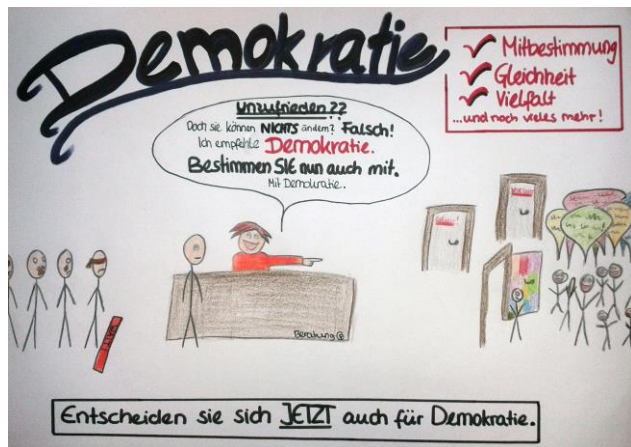 Demokratie
Mitbestimmung
Gleichheit
Vielfalt
...und noch vieles mehr!
Unzufrieden??
Doch sie können NICHTS ändern? Falsch!
Ich empfehle Demokratie.
Bestimmen SIE nun auch mit.
Mit Demokratie.
Beratung
Entscheiden sie sich JETZT auch für Demokratie.